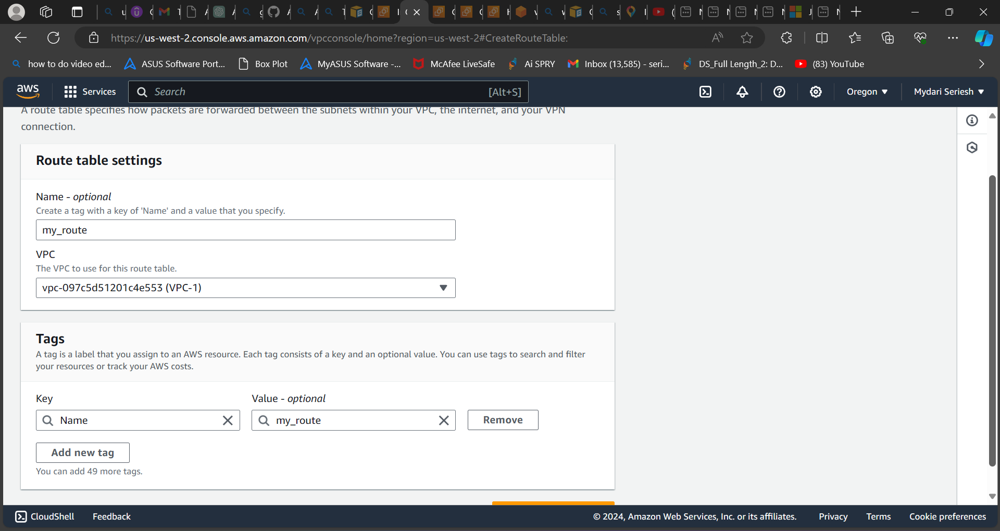 https://us-west-2.console.aws.amazon.com/vpcconsole/home?region=us-west-2#CreateRouteTable:
how to do video ed... ASUS Software Port... Box Plot MyASUS Software -... McAfee LiveSafe Ai SPRY Inbox (13,585) - seri... DS_Full Length_2: D... (83) YouTube
aws Services Search [Alt+S] Oregon Mydari Seriesh
A route table specifies how packets are forwarded between the subnets within your VPC, the internet, and your VPN
connection.
Route table settings
Name - optional
Create a tag with a key of 'Name' and a value that you specify.
my_route
VPC
The VPC to use for this route table.
vpc-097c5d51201c4e553 (VPC-1)
Tags
A tag is a label that you assign to an AWS resource. Each tag consists of a key and an optional value. You can use tags to search and filter
your resources or track your AWS costs.
Key Value - optional
Name my_route Remove
Add new tag
You can add 49 more tags.
CloudShell Feedback © 2024, Amazon Web Services, Inc. or its affiliates. Privacy Terms Cookie preferences